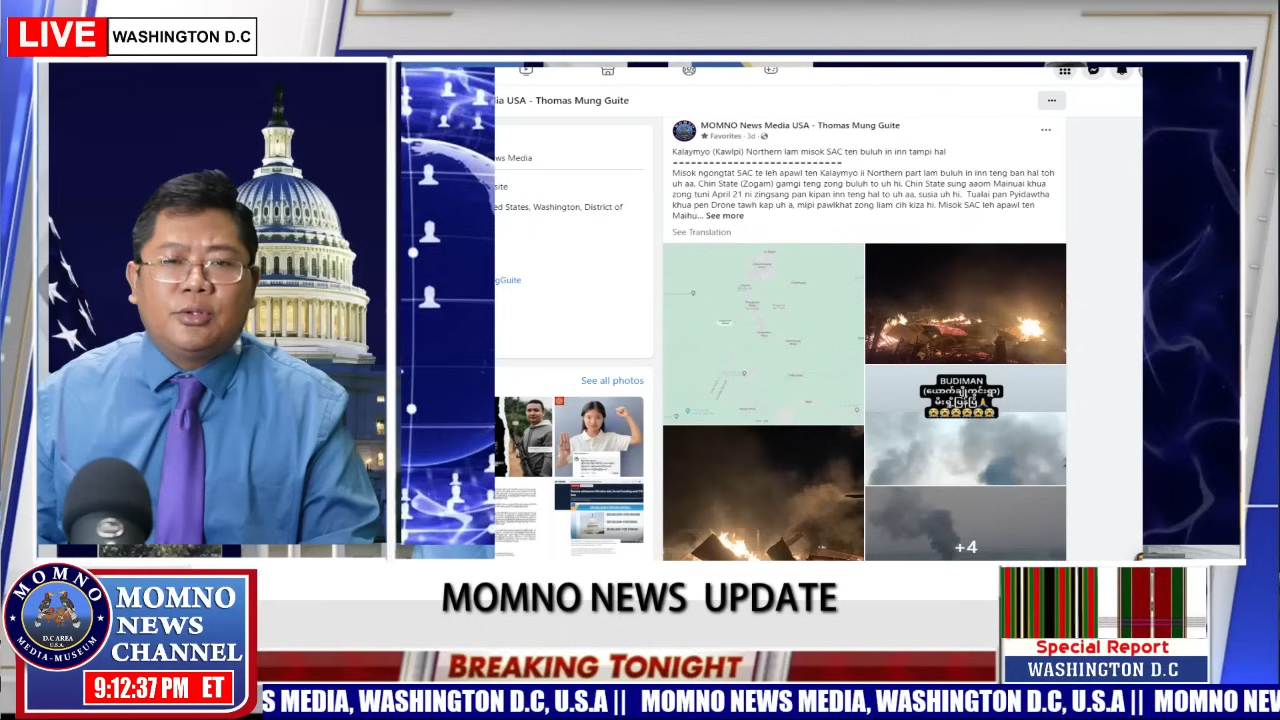 LIVE
WASHINGTON D.C
ia USA - Thomas Mung Guite
MOMNO News Media USA - Thomas Mung Guite
Favorites · 3d ·
Kalaymyo (Kawlpi) Northern lam misok SAC ten buluh in inn tampi hal
Misok ngongtat SAC te leh apawl ten Kalaymyo ii Northern part lam buluh in inn teng ban hal toh
uh aa, Chin State (Zogam) gamgi teng zong buluh to uh hi. Chin State sung aaom Mainuai khua
zong tuni April 21 ni zingsang pan kipan inn teng hal to uh aa, susia uh hi. Tualai pan Pyidawtha
khua pen Drone tawh kap uh a, mipi pawlkhat zong liam cih kiza hi. Misok SAC leh apawl ten
Maihu... See more
See Translation
ws Media
site
ed States, Washington, District of
gGuite
See all photos
BUDIMAN
(ယောက်ချိုကုင်းရွာ)
+4
MOMNO
D.C AREA
U.S.A.
MEDIA-MUSEUM
MOMNO
NEWS
CHANNEL
9:12:37 PM ET
MOMNO NEWS UPDATE
BREAKING TONIGHT
Special Report
WASHINGTON D.C
S MEDIA, WASHINGTON D.C, U.S.A || MOMNO NEWS MEDIA, WASHINGTON D.C, U.S.A || MOMNO NEW